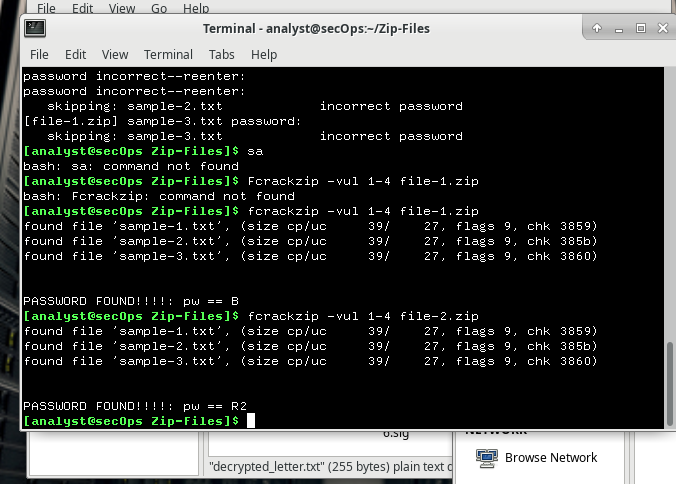 File Edit View Go Help
Terminal - analyst@secOps:~/Zip-Files
File Edit View Terminal Tabs Help
password incorrect--reenter:
password incorrect--reenter:
   skipping: sample-2.txt             incorrect password
[file-1.zip] sample-3.txt password:
   skipping: sample-3.txt             incorrect password
[analyst@secOps Zip-Files]$ sa
bash: sa: command not found
[analyst@secOps Zip-Files]$ Fcrackzip -vul 1-4 file-1.zip
bash: Fcrackzip: command not found
[analyst@secOps Zip-Files]$ fcrackzip -vul 1-4 file-1.zip
found file 'sample-1.txt', (size cp/uc     39/    27, flags 9, chk 3859)
found file 'sample-2.txt', (size cp/uc     39/    27, flags 9, chk 385b)
found file 'sample-3.txt', (size cp/uc     39/    27, flags 9, chk 3860)
PASSWORD FOUND!!!!: pw == B
[analyst@secOps Zip-Files]$ fcrackzip -vul 1-4 file-2.zip
found file 'sample-1.txt', (size cp/uc     39/    27, flags 9, chk 3859)
found file 'sample-2.txt', (size cp/uc     39/    27, flags 9, chk 385b)
found file 'sample-3.txt', (size cp/uc     39/    27, flags 9, chk 3860)
PASSWORD FOUND!!!!: pw == R2
[analyst@secOps Zip-Files]$
6.sig
NETWORK
Browse Network
"decrypted_letter.txt" (255 bytes) plain text d